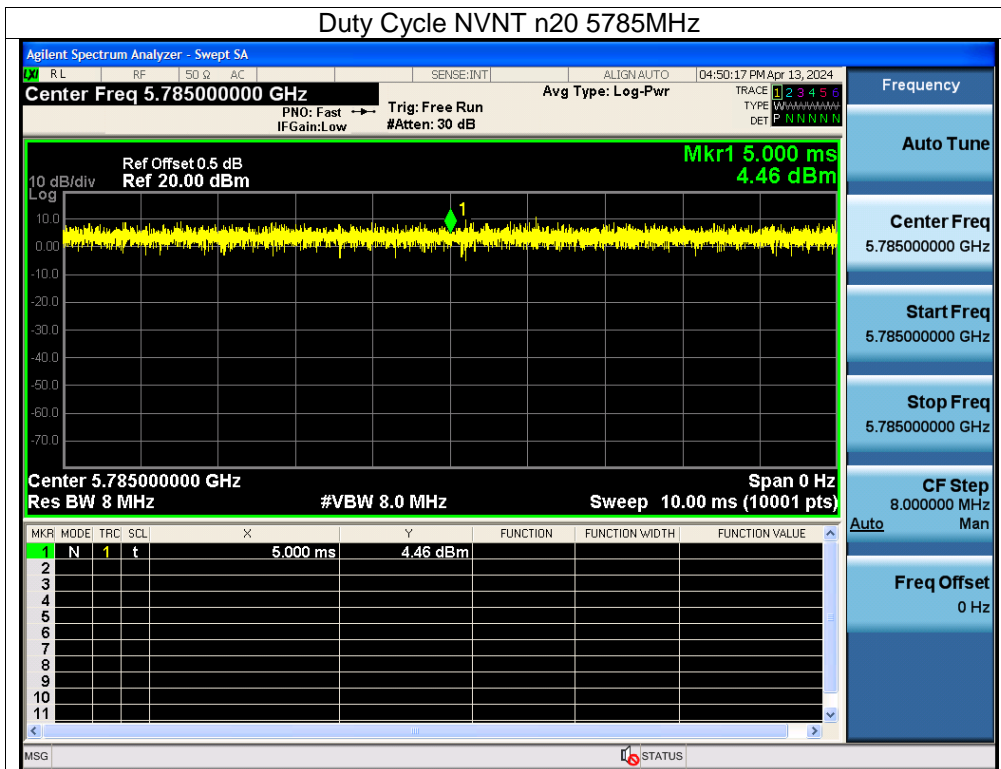 Duty Cycle NVNT n20 5785MHz
Agilent Spectrum Analyzer - Swept SA
LXI RL RF 50 Ω AC SENSE:INT ALIGN AUTO 04:50:17 PM Apr 13, 2024
Center Freq 5.785000000 GHz Avg Type: Log-Pwr TRACE 1 2 3 4 5 6
PNO: Fast Trig: Free Run TYPE WWWWWW
IFGain:Low #Atten: 30 dB DET P N N N N N
Mkr1 5.000 ms
Ref Offset 0.5 dB
10 dB/div Ref 20.00 dBm 4.46 dBm
Log
1
10.0
0.00
-10.0
-20.0
-30.0
-40.0
-50.0
-60.0
-70.0
Center 5.785000000 GHz Span 0 Hz
Res BW 8 MHz #VBW 8.0 MHz Sweep 10.00 ms (10001 pts)
MKR MODE TRC SCL X Y FUNCTION FUNCTION WIDTH FUNCTION VALUE
1 N 1 t 5.000 ms 4.46 dBm
2
3
4
5
6
7
8
9
10
11
MSG STATUS
Frequency
Auto Tune
Center Freq
5.785000000 GHz
Start Freq
5.785000000 GHz
Stop Freq
5.785000000 GHz
CF Step
8.000000 MHz
Auto Man
Freq Offset
0 Hz